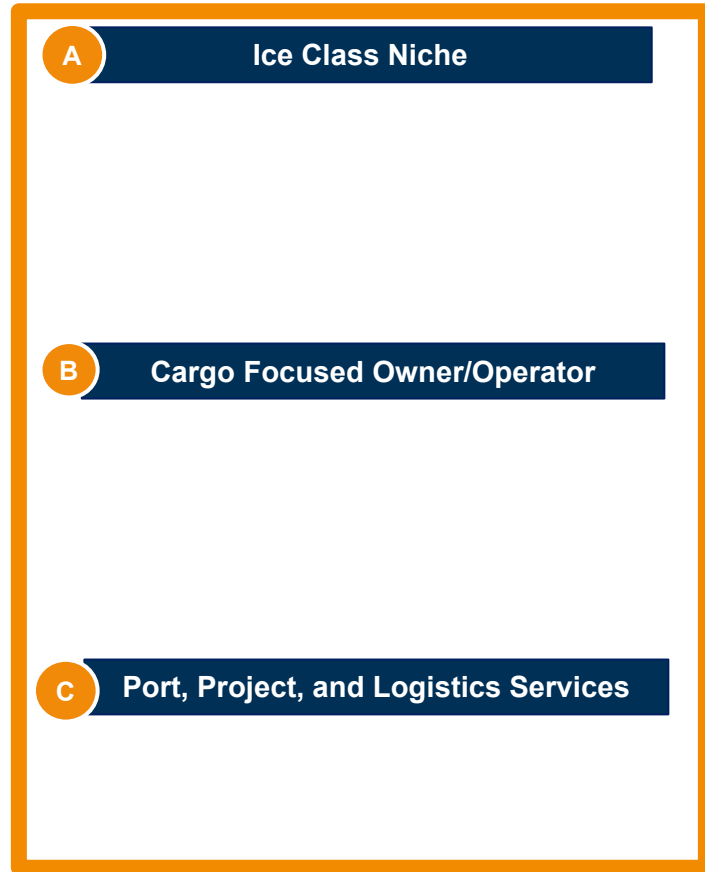 A
Ice Class Niche
B
Cargo Focused Owner/Operator
C
Port, Project, and Logistics Services